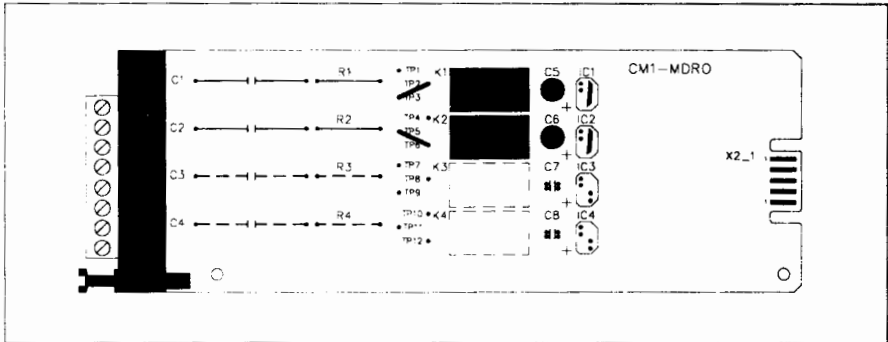 C1 R1 TP1 K1 C5 IC1 CM1-MDRO
TP2
TP3 +
C2 R2 TP4 K2 C6 IC2
TP5
TP6 +
X2_1
C3 R3 TP7 K3 C7 IC3
TP8
TP9 +
C4 R4 TP10 K4 C8 IC4
TP11
TP12 +